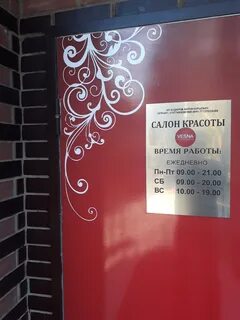 САЛОН КРАСОТЫ
VESNA
ВРЕМЯ РАБОТЫ:
ЕЖЕДНЕВНО
Пн-Пт 09.00 - 21.00
СБ 09.00 - 20.00
ВС 10.00 - 19.00